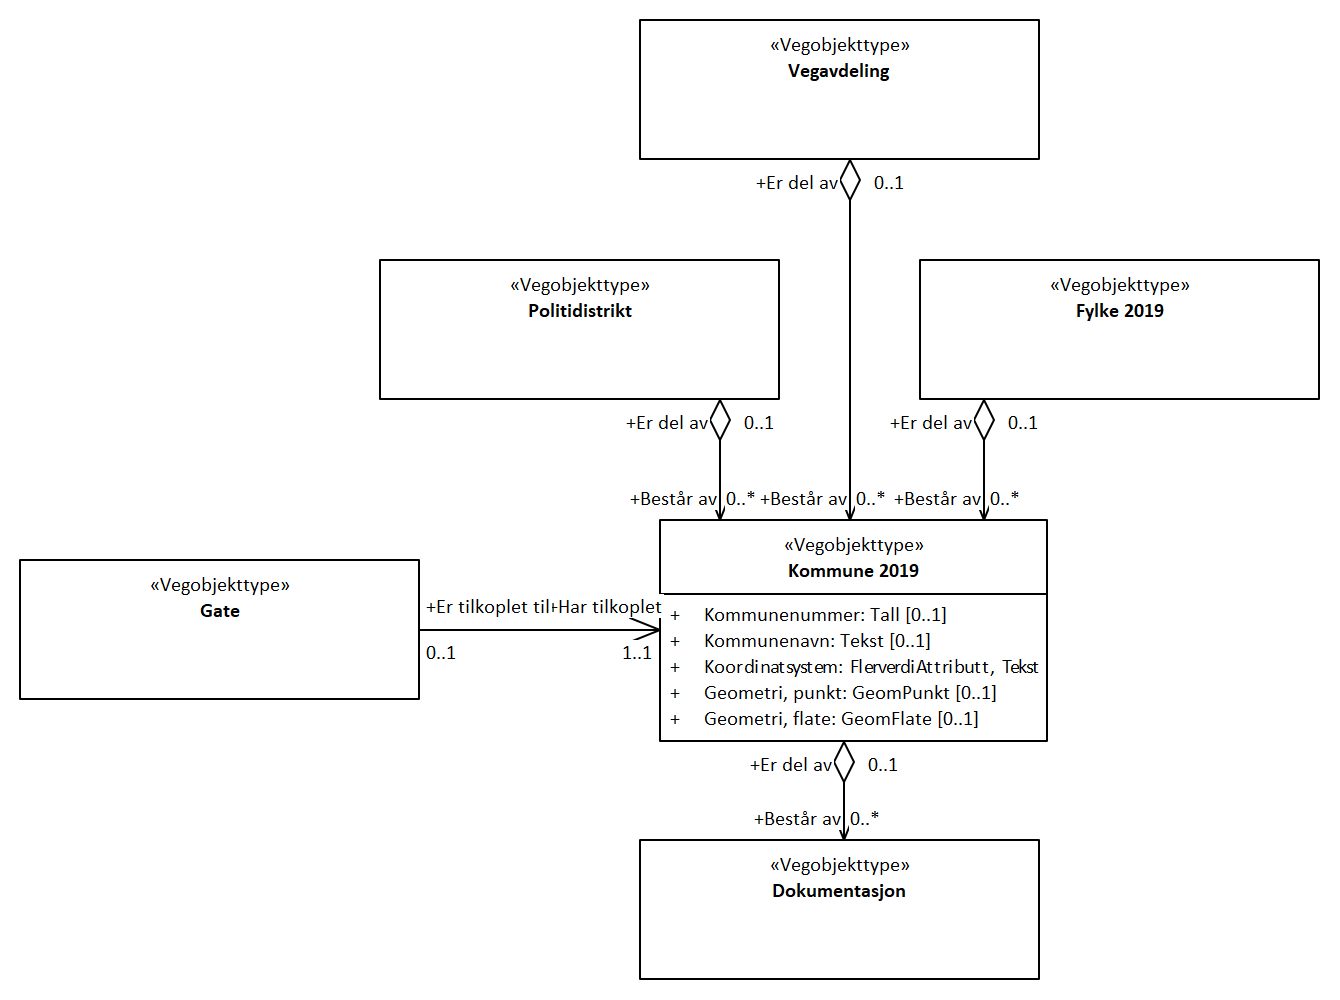 «Vegobjekttype»
Vegavdeling
+Er del av 0..1
«Vegobjekttype»
Politidistrikt
«Vegobjekttype»
Fylke 2019
+Er del av 0..1
+Er del av 0..1
+Består av 0..* +Består av 0..* +Består av 0..*
«Vegobjekttype»
Kommune 2019
«Vegobjekttype»
Gate
+Er tilkoplet til +Har tilkoplet
0..1 1..1
+ Kommunenummer: Tall [0..1]
+ Kommunenavn: Tekst [0..1]
+ Koordinatsystem: FlerverdiAttributt, Tekst
+ Geometri, punkt: GeomPunkt [0..1]
+ Geometri, flate: GeomFlate [0..1]
+Er del av 0..1
+Består av 0..*
«Vegobjekttype»
Dokumentasjon